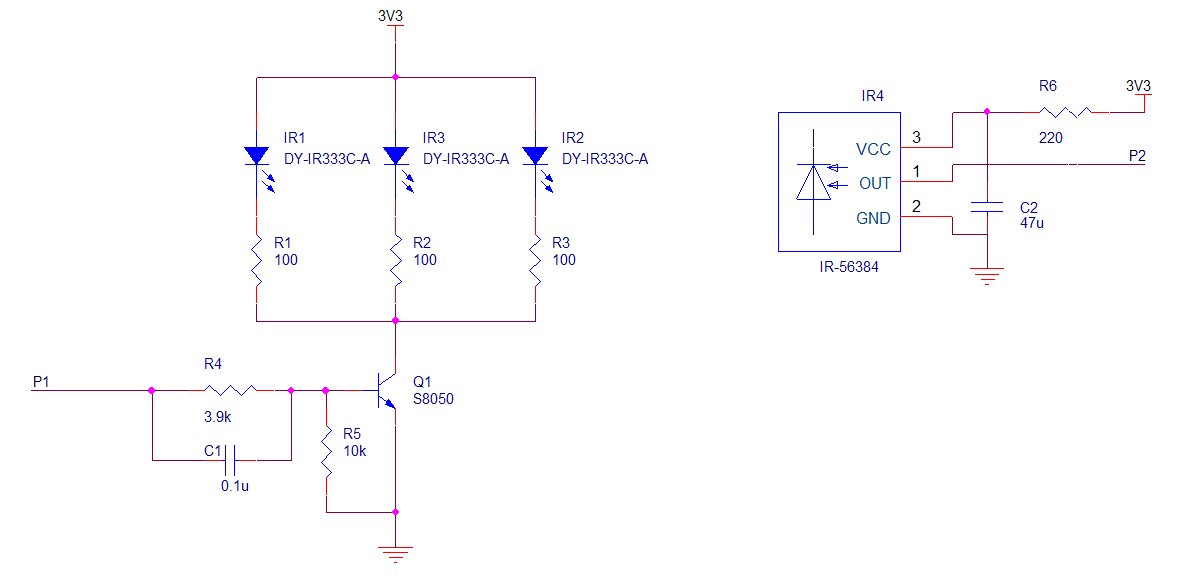 3V3
IR1
DY-IR333C-A
IR3
DY-IR333C-A
IR2
DY-IR333C-A
R1
100
R2
100
R3
100
P1
R4
3.9k
C1
0.1u
R5
10k
Q1
S8050
IR4
VCC
3
OUT
1
GND
2
IR-56384
R6
220
3V3
P2
C2
47u